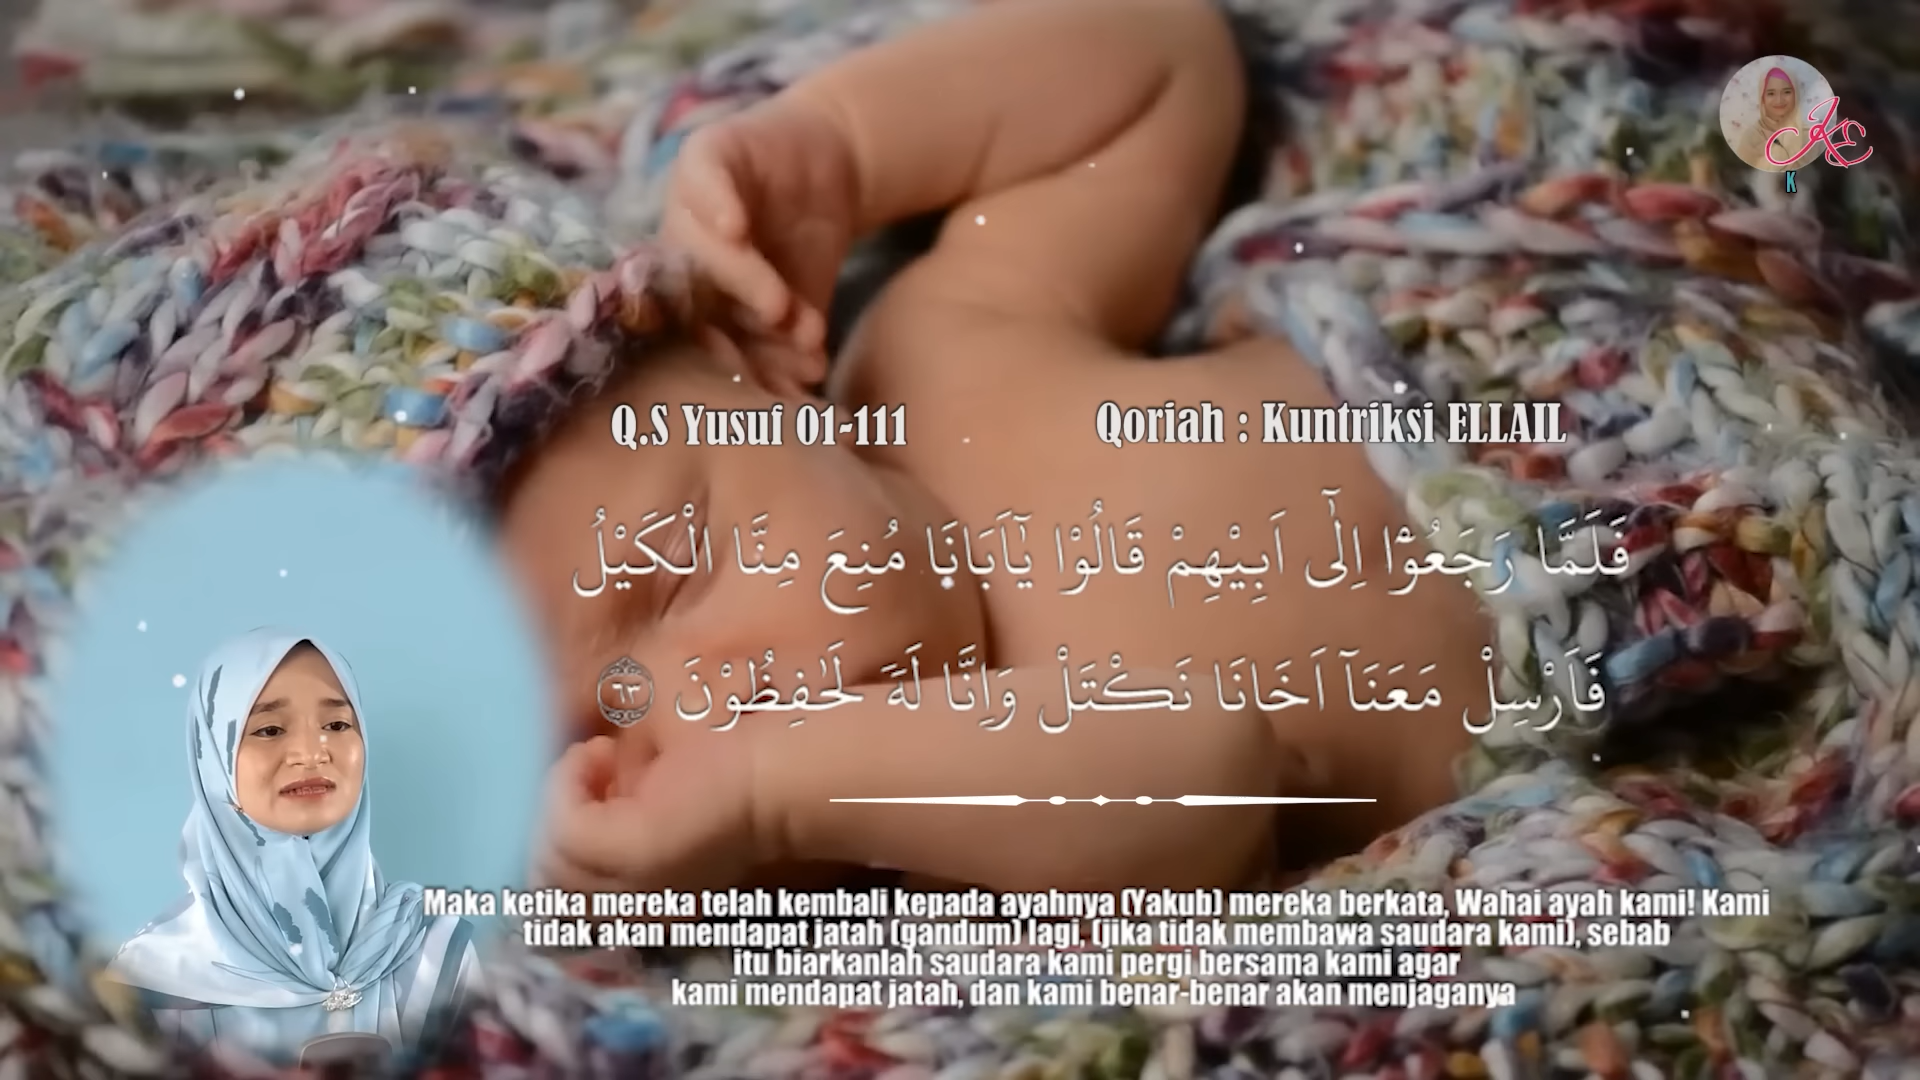 Q.S Yusuf 01-111
Qoriah : Kuntriksi ELLAIL
فَلَمَّا رَجَعُوْٓا اِلٰٓى اَبِيْهِمْ قَالُوْا يٰٓاَبَانَا مُنِعَ مِنَّا الْكَيْلُ
فَاَرْسِلْ مَعَنَآ اَخَانَا نَكْتَلْ وَاِنَّا لَهٗ لَحٰفِظُوْنَ ٦٣
Maka ketika mereka telah kembali kepada ayahnya (Yakub) mereka berkata, Wahai ayah kami! Kami
tidak akan mendapat jatah (gandum) lagi, (jika tidak membawa saudara kami), sebab
itu biarkanlah saudara kami pergi bersama kami agar
kami mendapat jatah, dan kami benar-benar akan menjaganya
KE
K